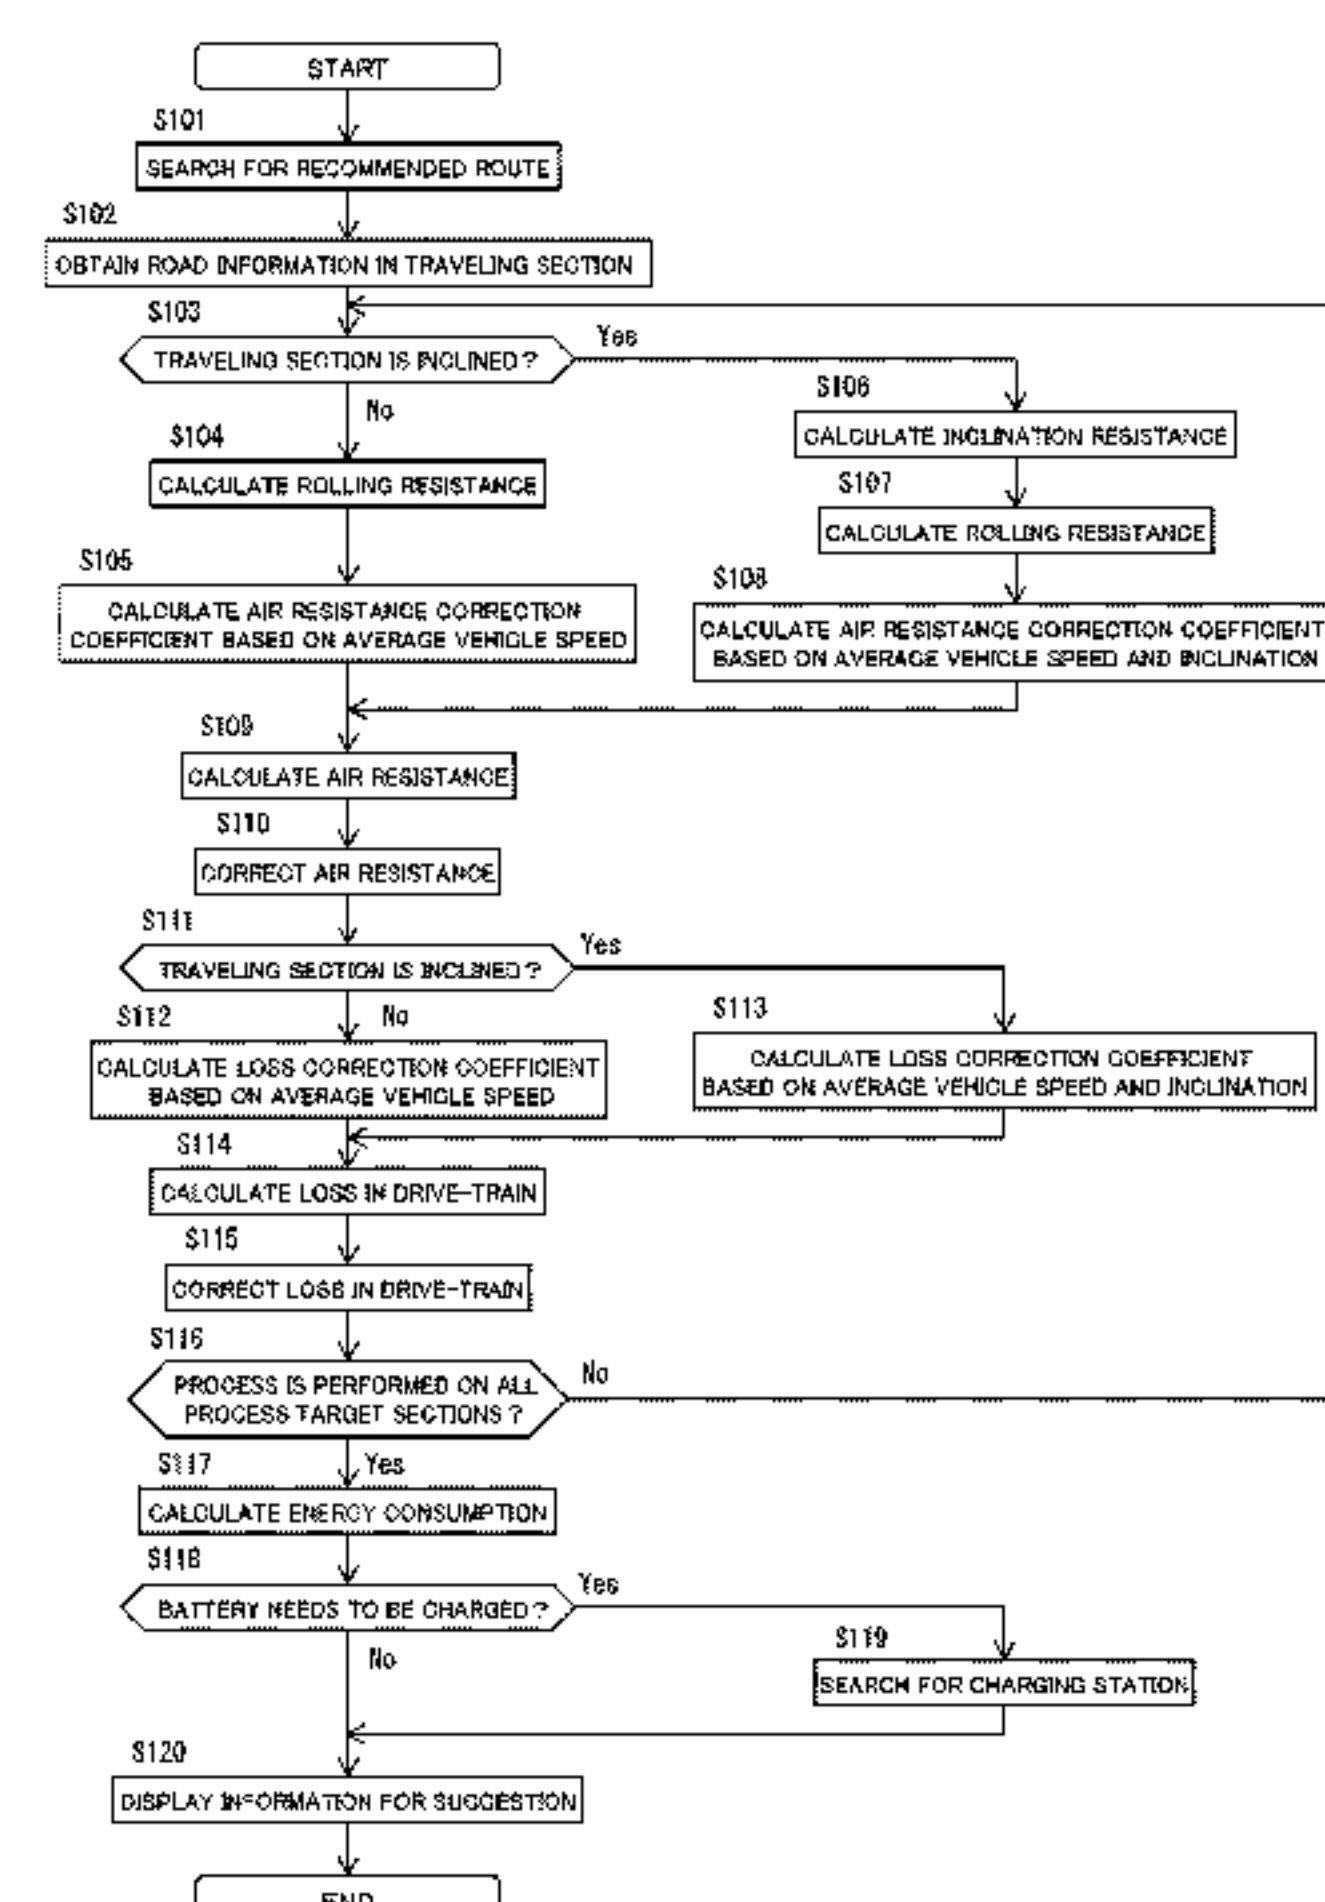 START
S101
SEARCH FOR RECOMMENDED ROUTE
S102
OBTAIN ROAD INFORMATION IN TRAVELING SECTION
S103
TRAVELING SECTION IS INCLINED?
Yes
No
S106
CALCULATE INCLINATION RESISTANCE
S104
CALCULATE ROLLING RESISTANCE
S107
CALCULATE ROLLING RESISTANCE
S105
CALCULATE AIR RESISTANCE CORRECTION
COEFFICIENT BASED ON AVERAGE VEHICLE SPEED
S108
CALCULATE AIR RESISTANCE CORRECTION COEFFICIENT
BASED ON AVERAGE VEHICLE SPEED AND INCLINATION
S109
CALCULATE AIR RESISTANCE
S110
CORRECT AIR RESISTANCE
S111
TRAVELING SECTION IS INCLINED?
Yes
No
S112
CALCULATE LOSS CORRECTION COEFFICIENT
BASED ON AVERAGE VEHICLE SPEED
S113
CALCULATE LOSS CORRECTION COEFFICIENT
BASED ON AVERAGE VEHICLE SPEED AND INCLINATION
S114
CALCULATE LOSS IN DRIVE-TRAIN
S115
CORRECT LOSS IN DRIVE-TRAIN
S116
PROCESS IS PERFORMED ON ALL
PROCESS TARGET SECTIONS?
No
Yes
S117
CALCULATE ENERGY CONSUMPTION
S118
BATTERY NEEDS TO BE CHARGED?
Yes
No
S119
SEARCH FOR CHARGING STATION
S120
DISPLAY INFORMATION FOR SUGGESTION
END